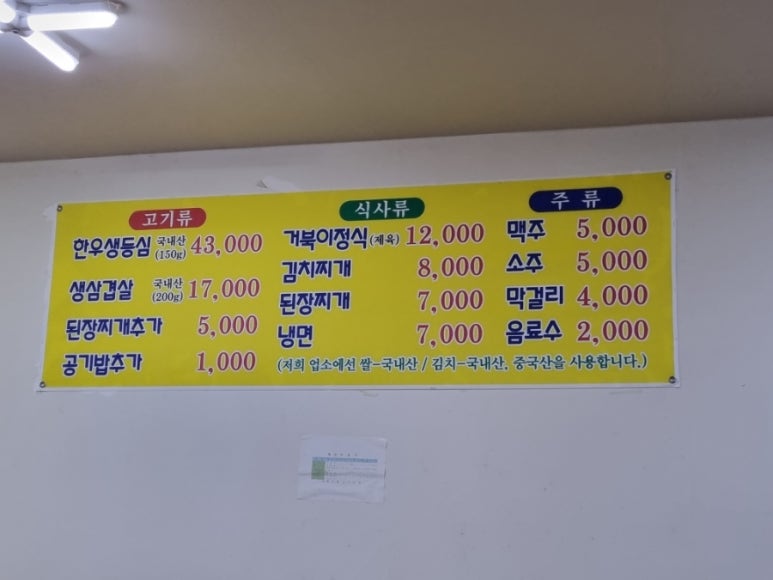 고기류
한우생등심 국내산 (150g) 43,000
생삼겹살 국내산 (200g) 17,000
된장찌개추가 5,000
공기밥추가 1,000
식사류
거북이정식(제육) 12,000
김치찌개 8,000
된장찌개 7,000
냉면 7,000
주류
맥주 5,000
소주 5,000
막걸리 4,000
음료수 2,000
(저희 업소에선 쌀-국내산 / 김치-국내산, 중국산을 사용합니다.)